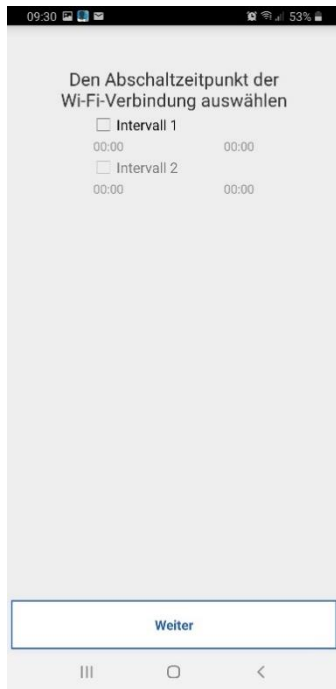 09:30 53%
Den Abschaltzeitpunkt der
Wi-Fi-Verbindung auswählen
Intervall 1
00:00 00:00
Intervall 2
00:00 00:00
Weiter